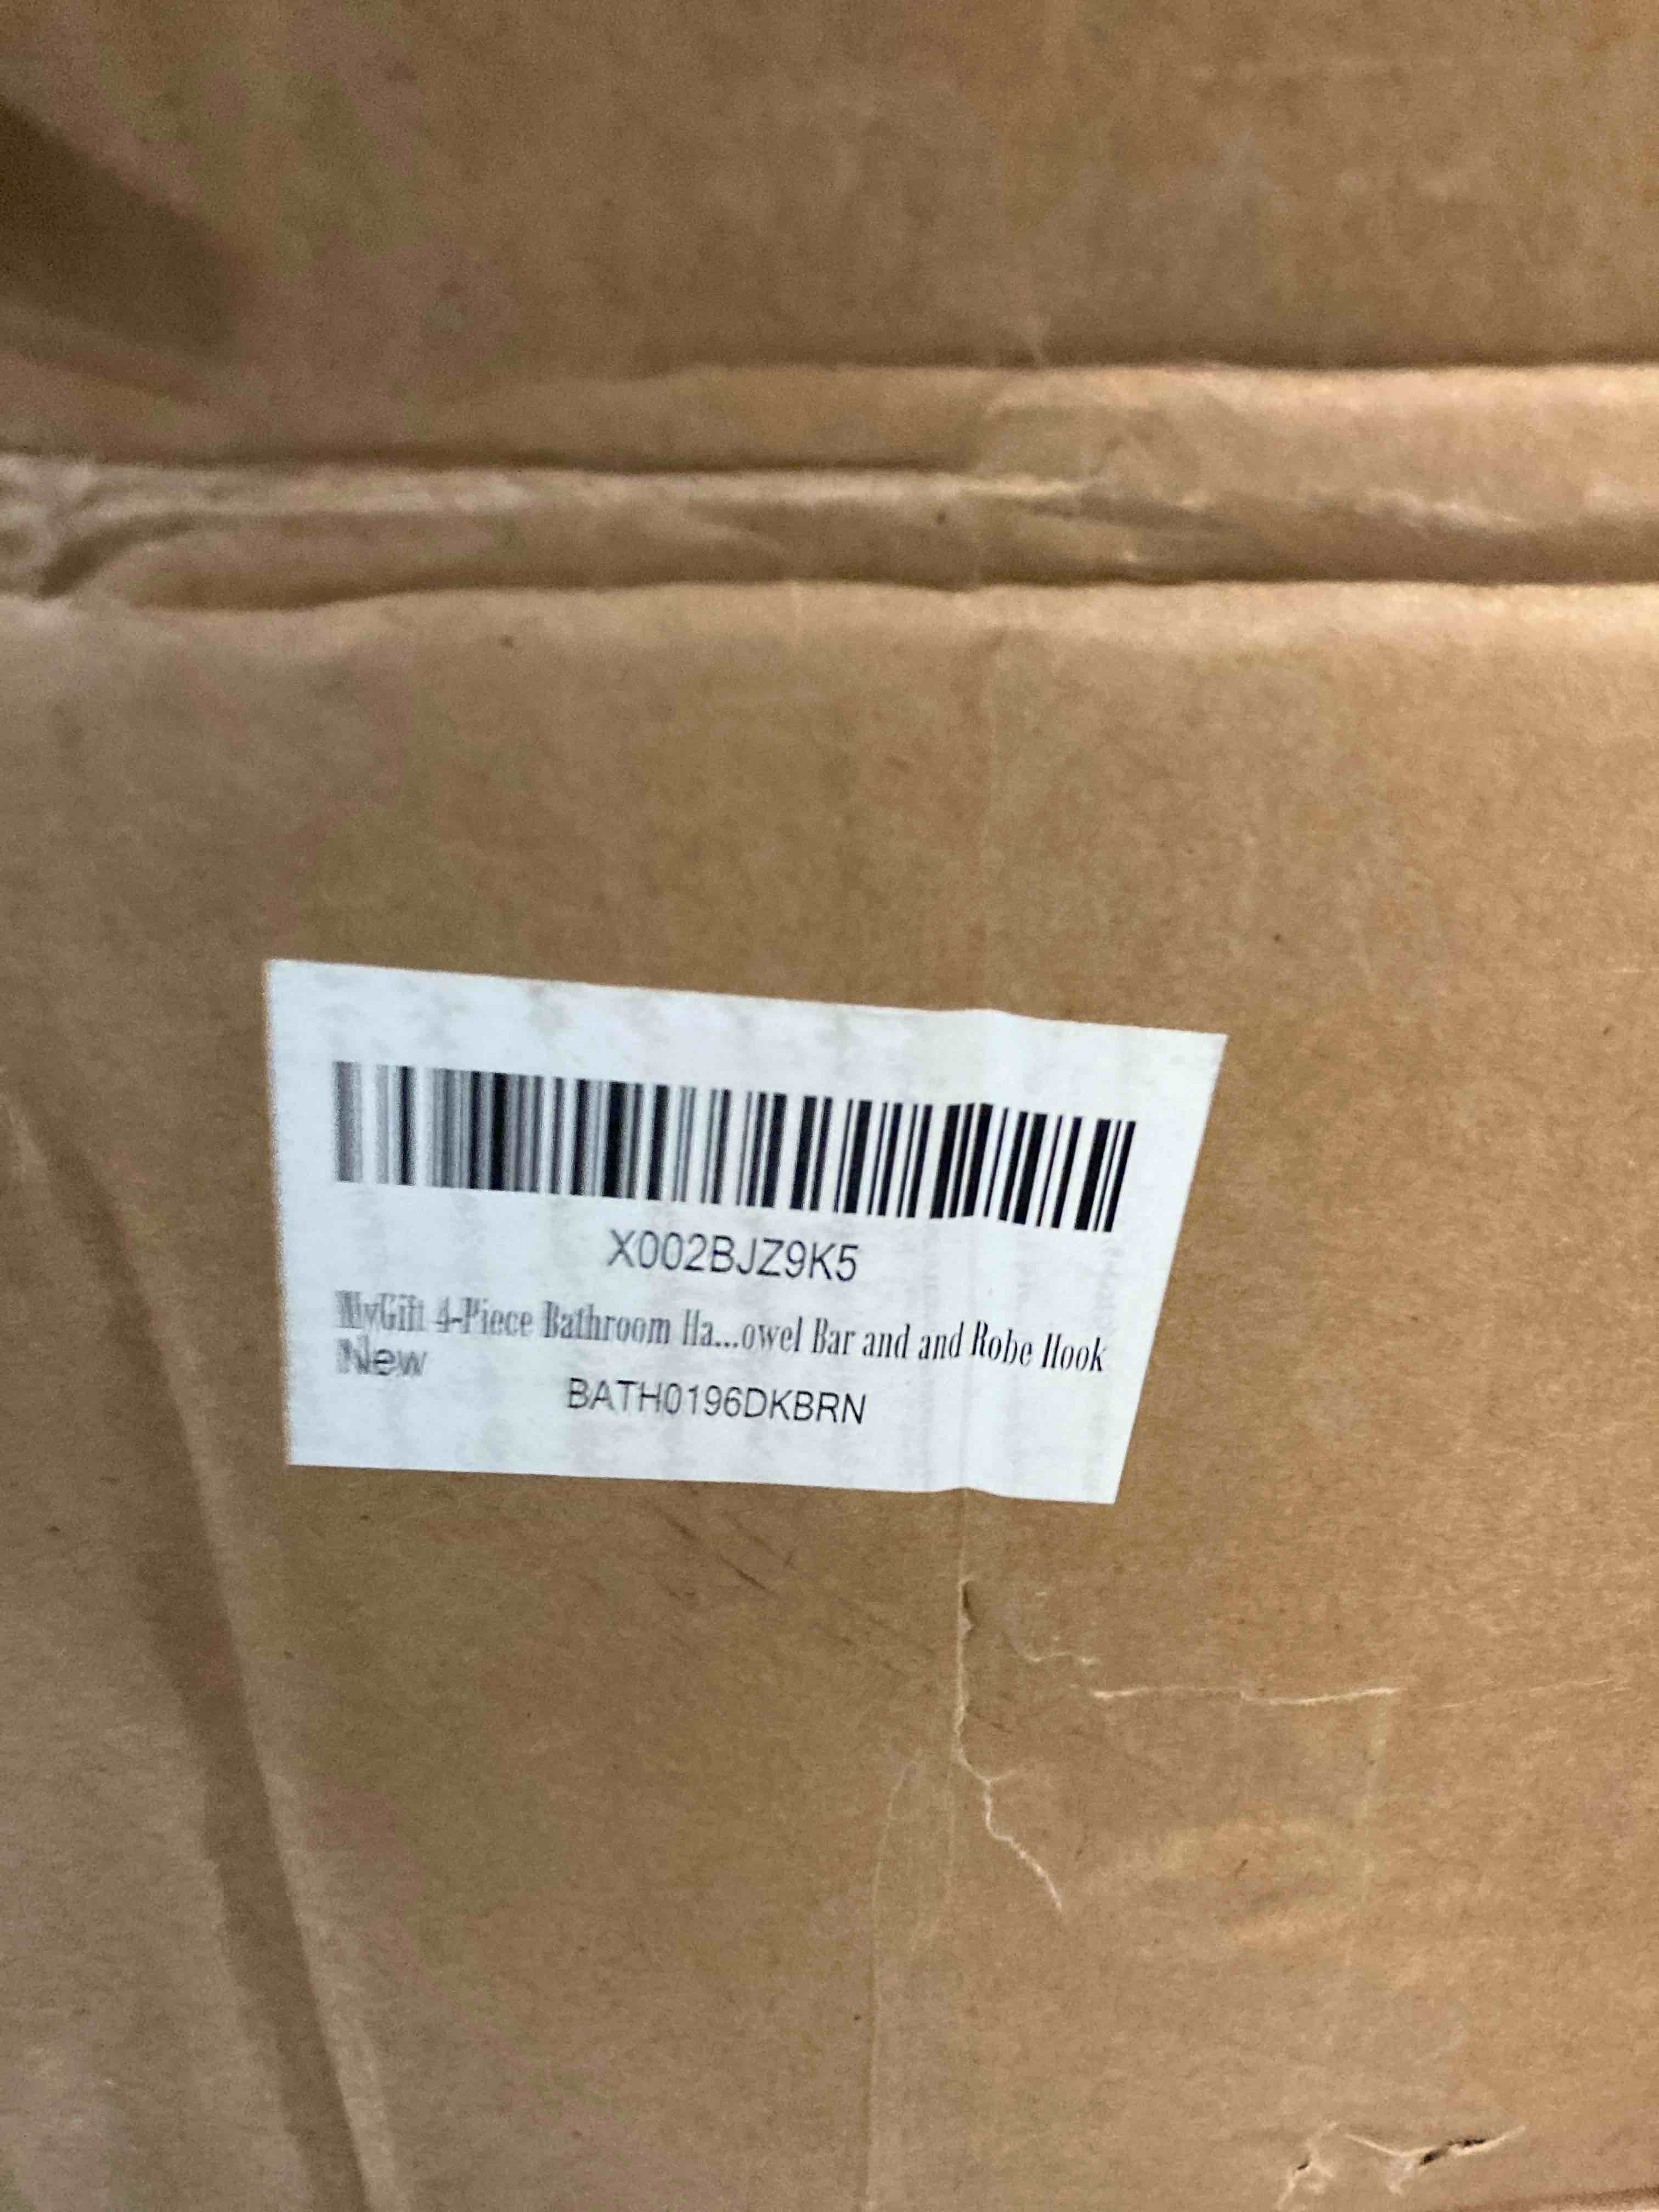 X002BJZ9K5
MyGift 4-Piece Bathroom Ha...owel Bar and and Robe Hook
New
BATH0196DKBRN